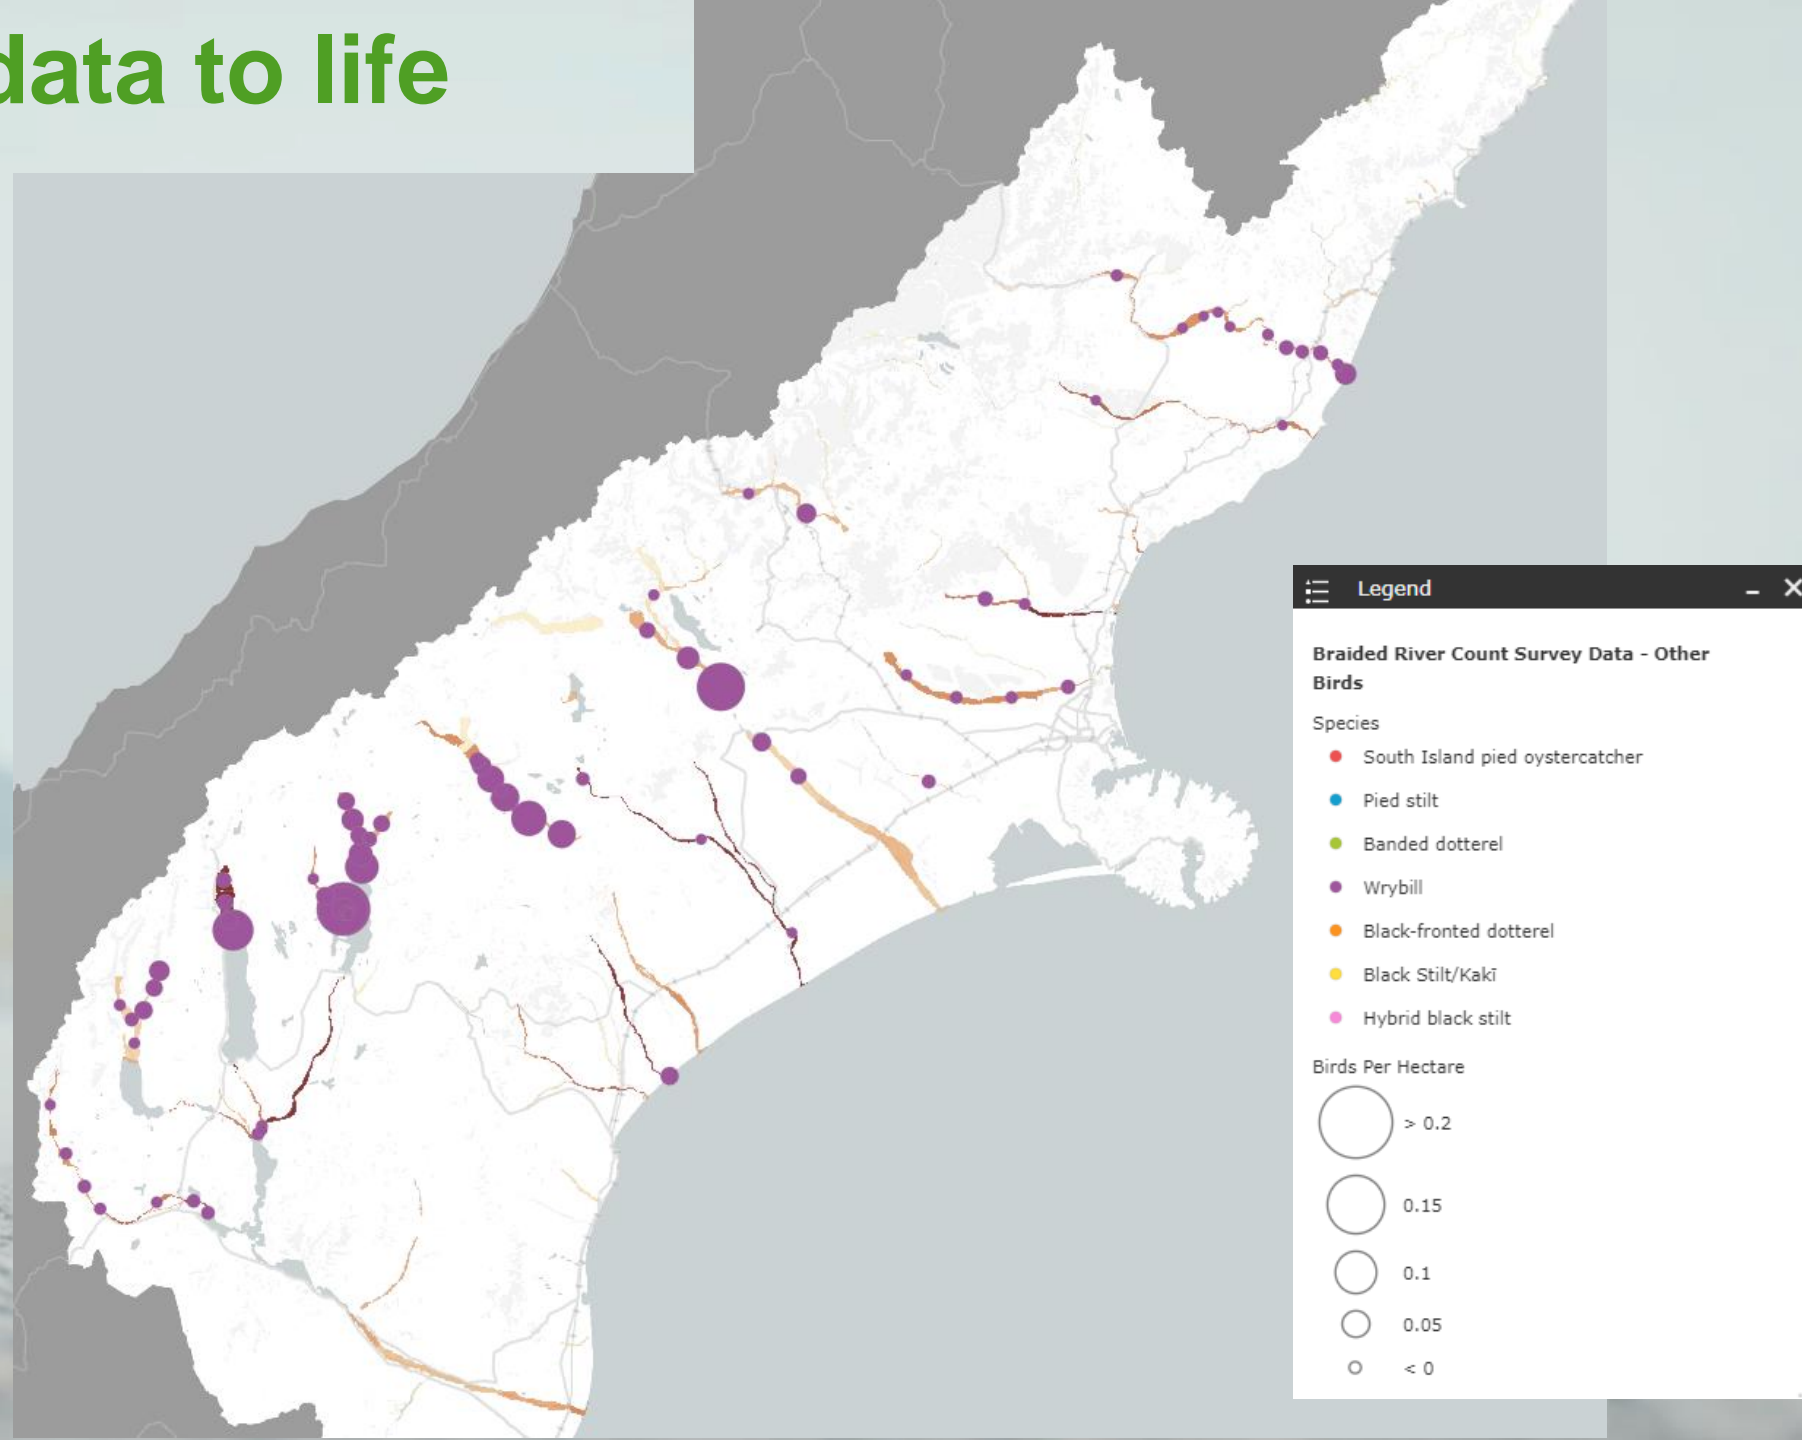 data to life
Legend
Braided River Count Survey Data - Other
Birds
Species
South Island pied oystercatcher
Pied stilt
Banded dotterel
Wrybill
Black-fronted dotterel
Black Stilt/Kakī
Hybrid black stilt
Birds Per Hectare
> 0.2
0.15
0.1
0.05
< 0